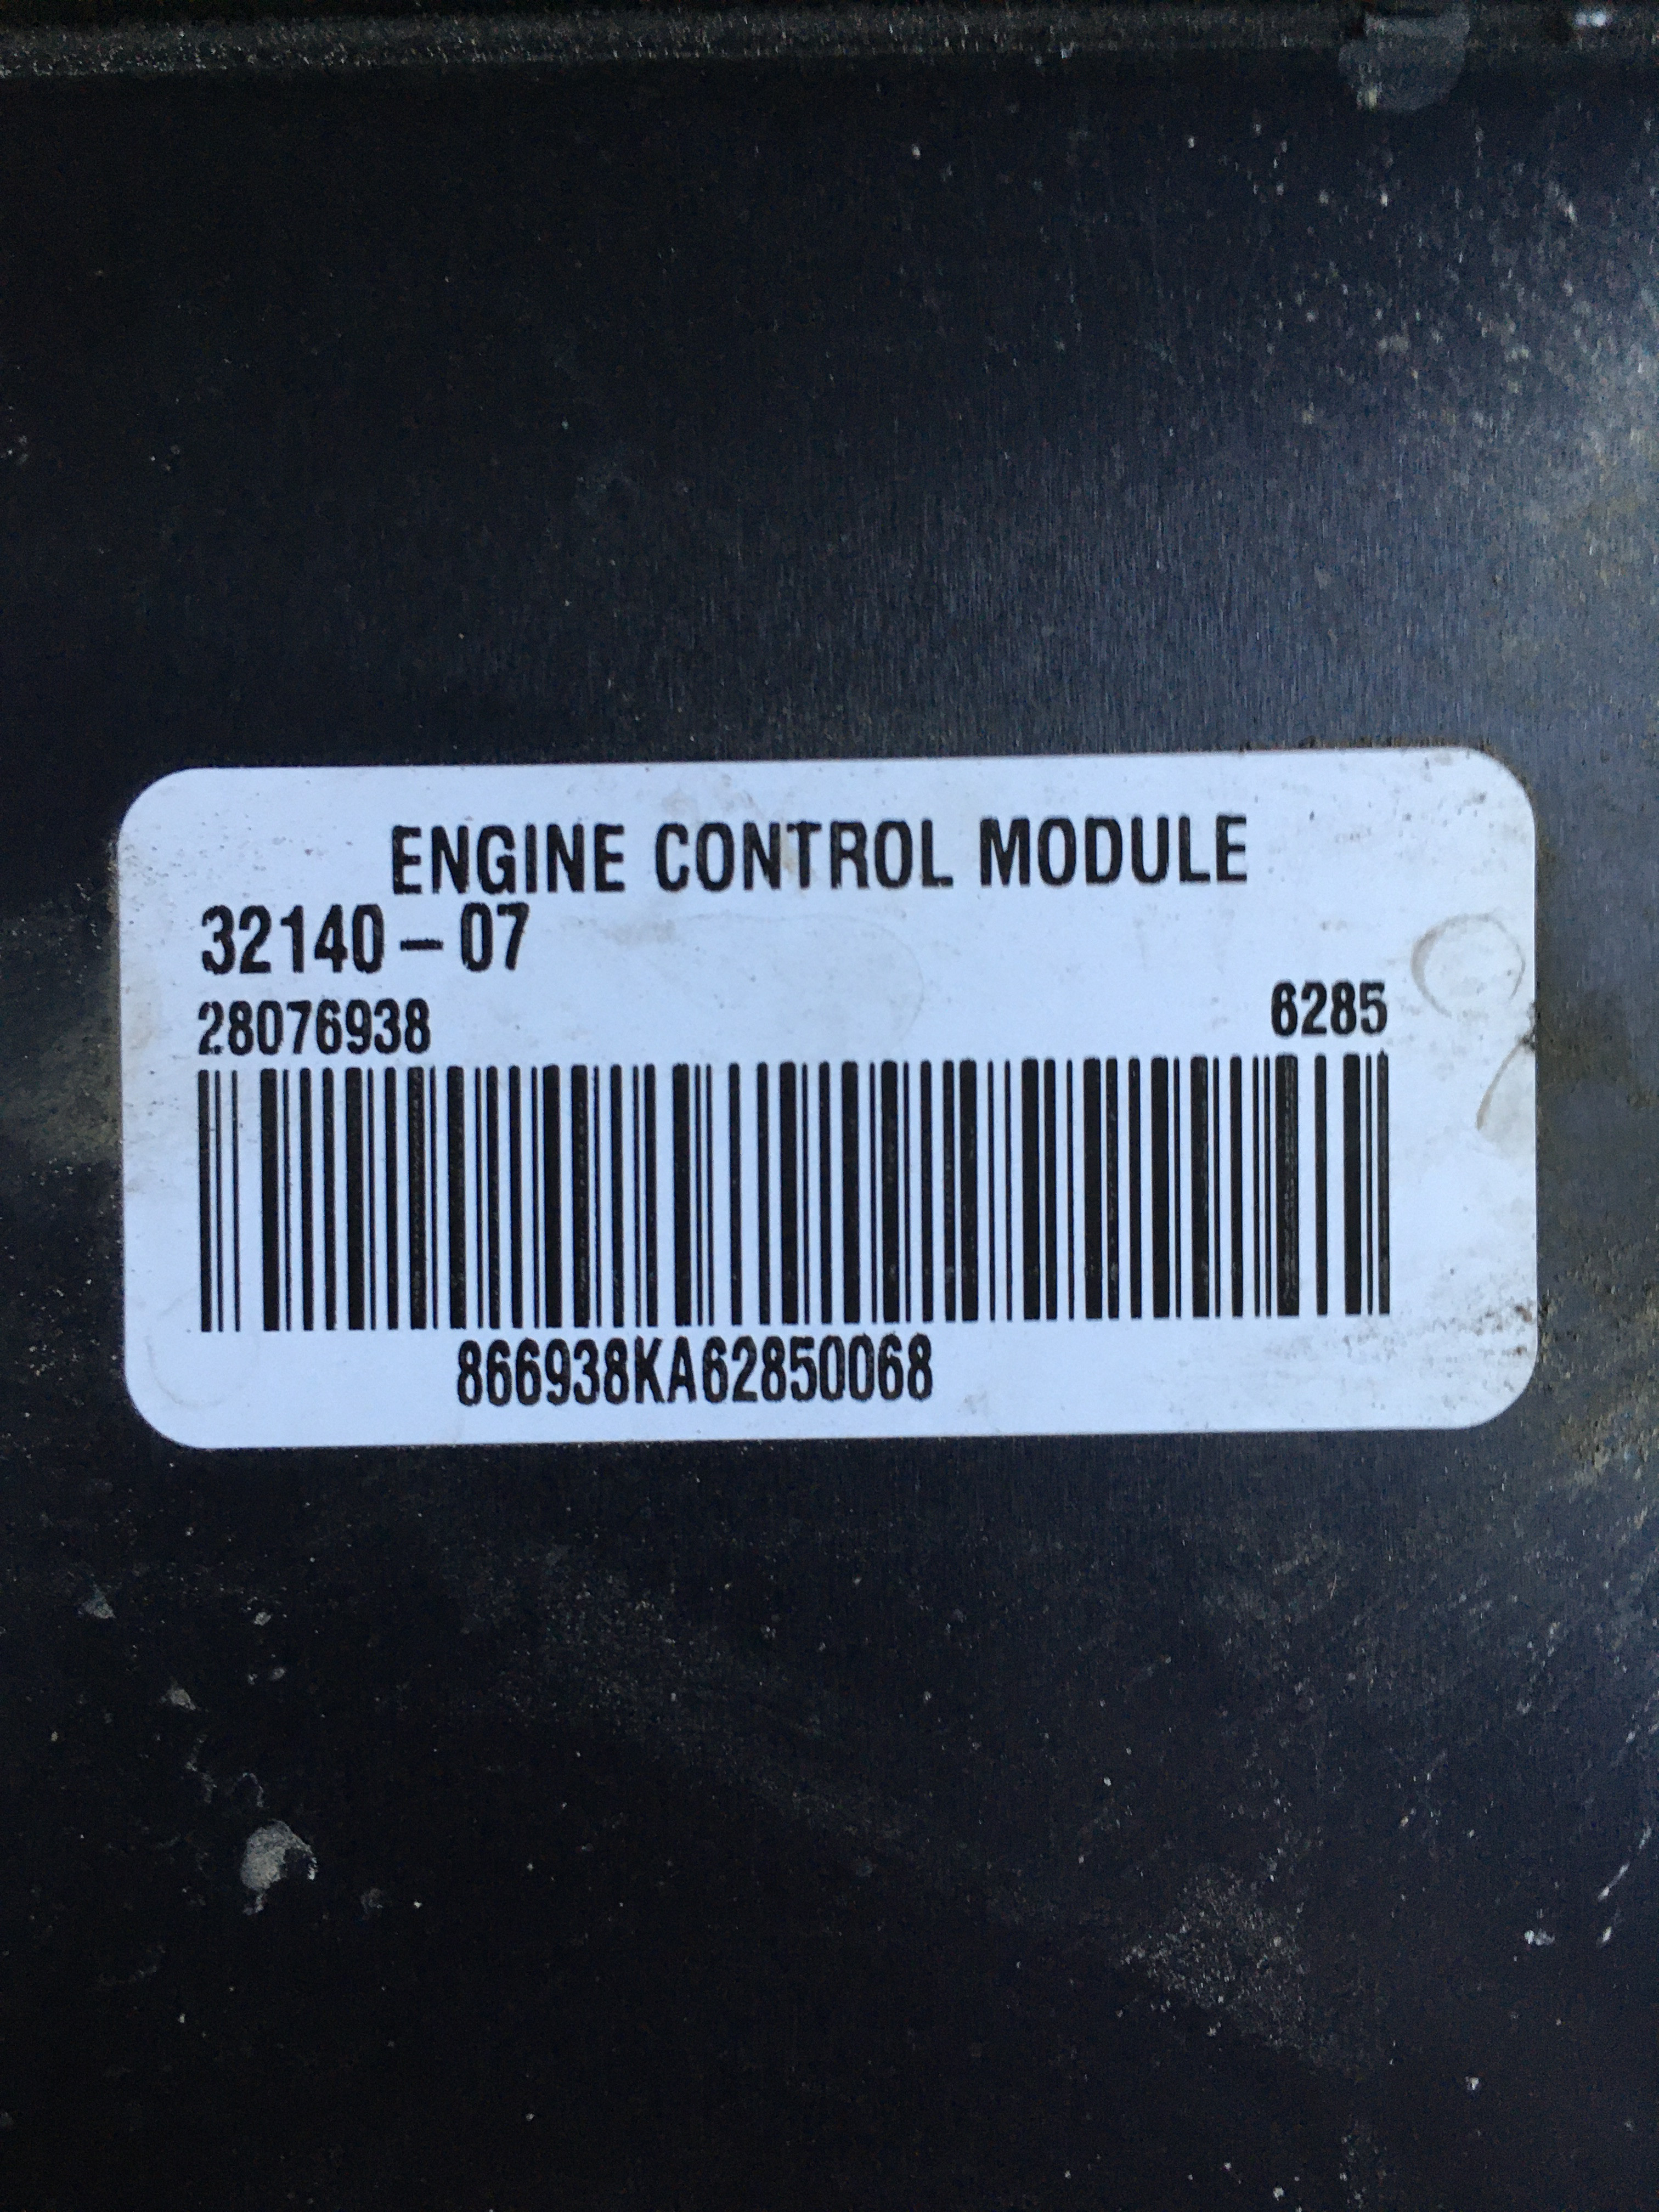 ENGINE CONTROL MODULE
32140-07
28076938 6285
866938KA62850068